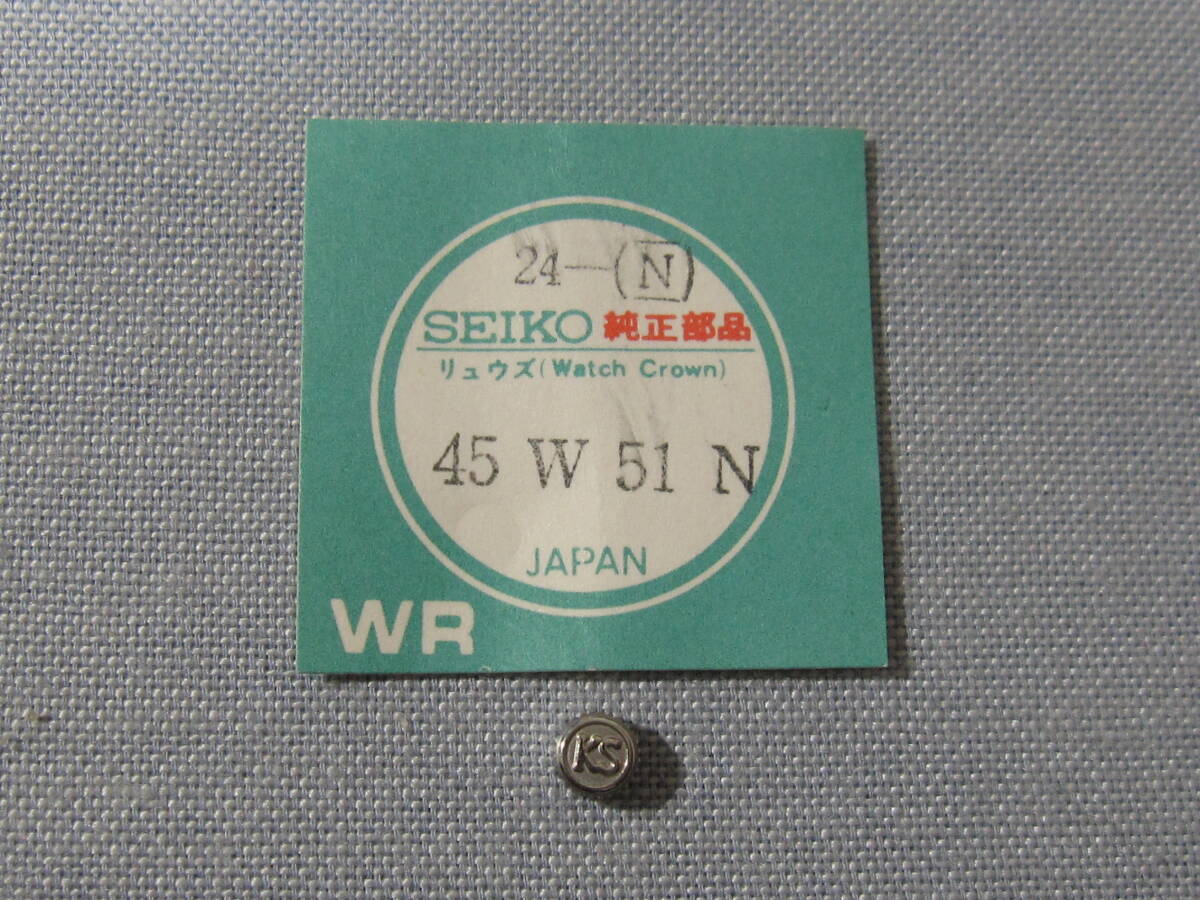 24—(N)
SEIKO 純正部品
リュウズ(Watch Crown)
45 W 51 N
JAPAN
WR
KS